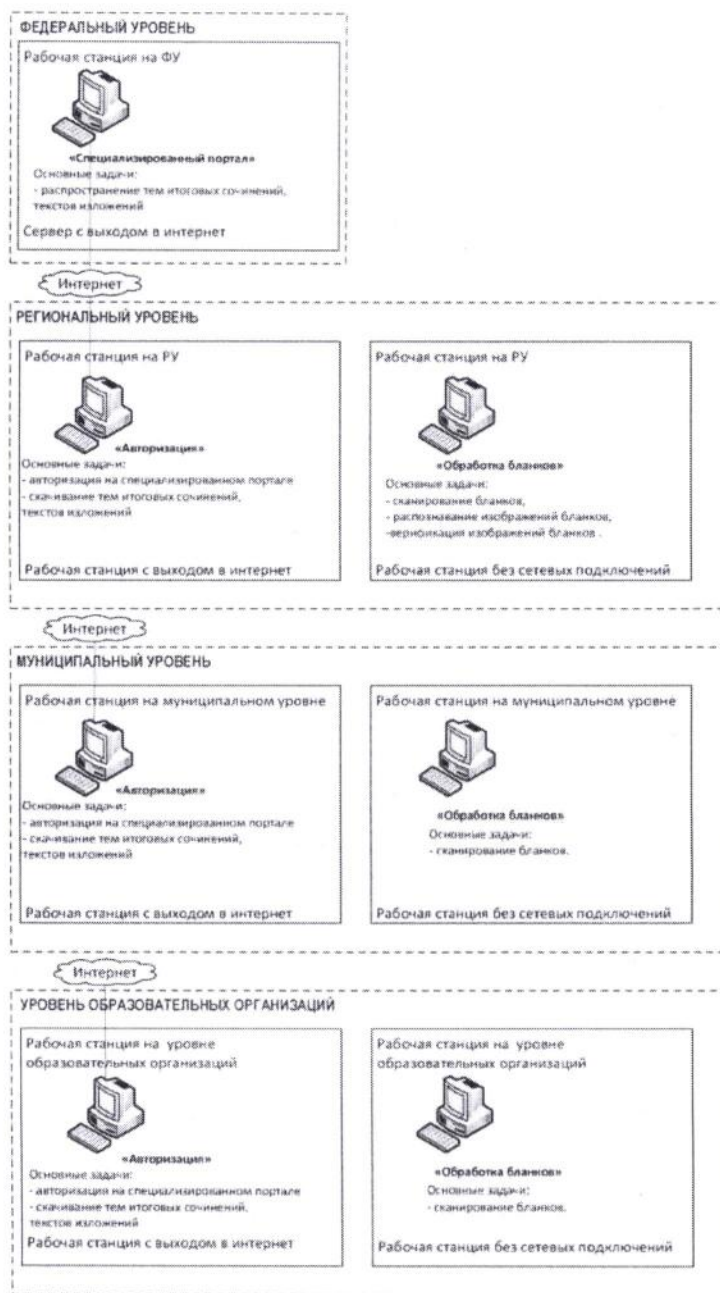 ФЕДЕРАЛЬНЫЙ УРОВЕНЬ
Рабочая станция на ФУ
«Специализированный портал»
Основные задачи:
- распространение тем итоговых сочинений,
текстов изложений
Сервер с выходом в интернет
Интернет
РЕГИОНАЛЬНЫЙ УРОВЕНЬ
Рабочая станция на РУ
«Авторизация»
Основные задачи:
- авторизация на специализированном портале
- скачивание тем итоговых сочинений,
текстов изложений
Рабочая станция с выходом в интернет
Рабочая станция на РУ
«Обработка бланков»
Основные задачи:
- сканирование бланков,
- распознавание изображений бланков,
-верификация изображений бланков .
Рабочая станция без сетевых подключений
Интернет
МУНИЦИПАЛЬНЫЙ УРОВЕНЬ
Рабочая станция на муниципальном уровне
«Авторизация»
Основные задачи:
- авторизация на специализированном портале
- скачивание тем итоговых сочинений,
текстов изложений
Рабочая станция с выходом в интернет
Рабочая станция на муниципальном уровне
«Обработка бланков»
Основные задачи:
- сканирование бланков.
Рабочая станция без сетевых подключений
Интернет
УРОВЕНЬ ОБРАЗОВАТЕЛЬНЫХ ОРГАНИЗАЦИЙ
Рабочая станция на уровне
образовательных организаций
«Авторизация»
Основные задачи:
- авторизация на специализированном портале
- скачивание тем итоговых сочинений,
текстов изложений
Рабочая станция с выходом в интернет
Рабочая станция на уровне
образовательных организаций
«Обработка бланков»
Основные задачи:
- сканирование бланков.
Рабочая станция без сетевых подключений